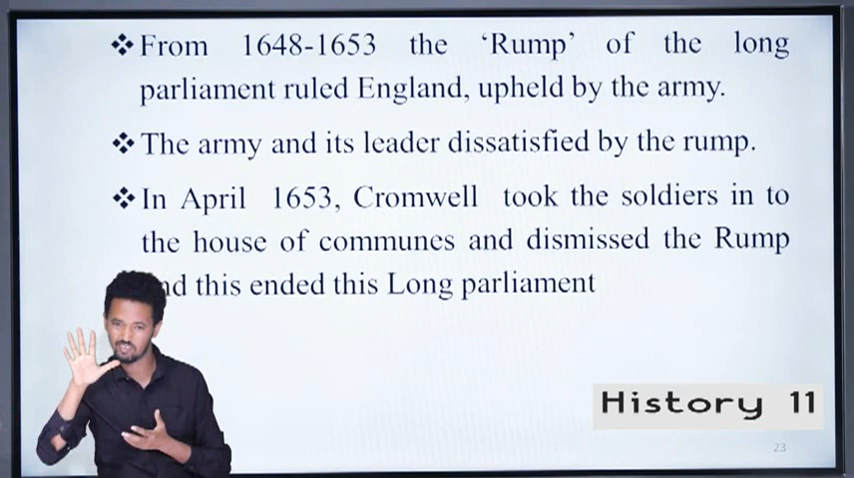 ❖From 1648-1653 the ‘Rump’ of the long
parliament ruled England, upheld by the army.
❖The army and its leader dissatisfied by the rump.
❖In April 1653, Cromwell took the soldiers in to
the house of communes and dismissed the Rump
this ended this Long parliament
History 11
23